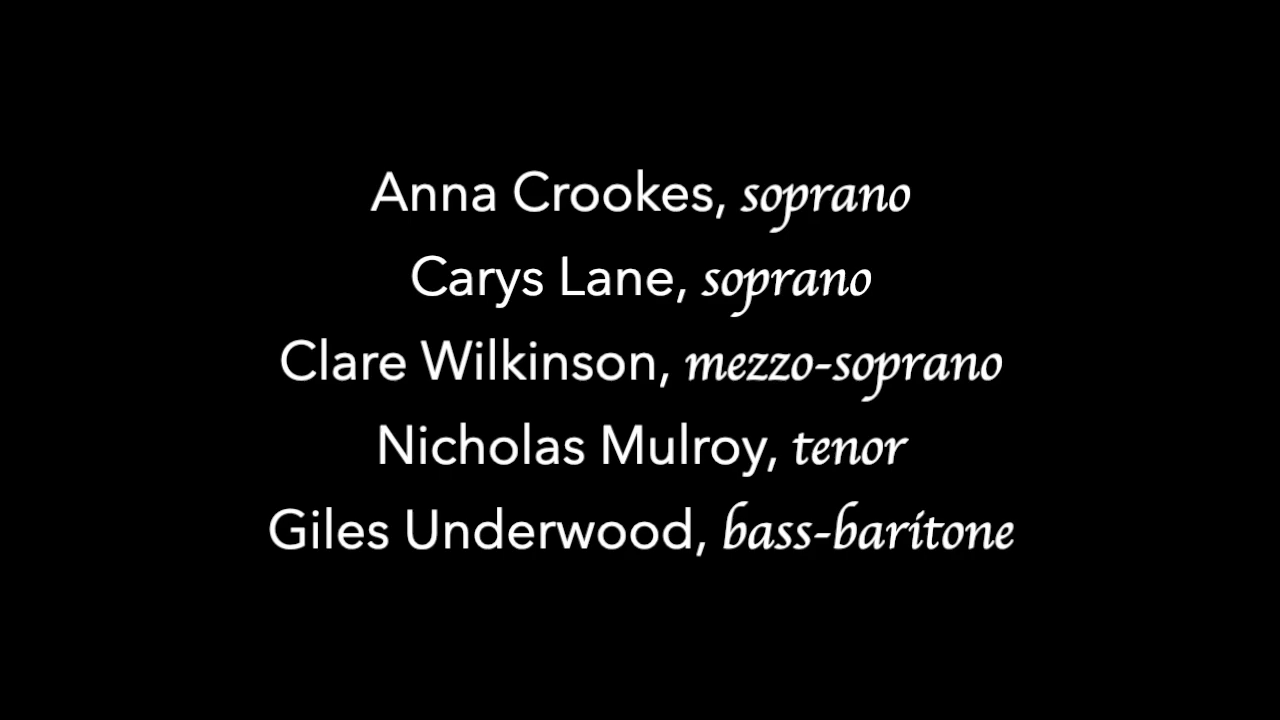 Anna Crookes, soprano
Carys Lane, soprano
Clare Wilkinson, mezzo-soprano
Nicholas Mulroy, tenor
Giles Underwood, bass-baritone